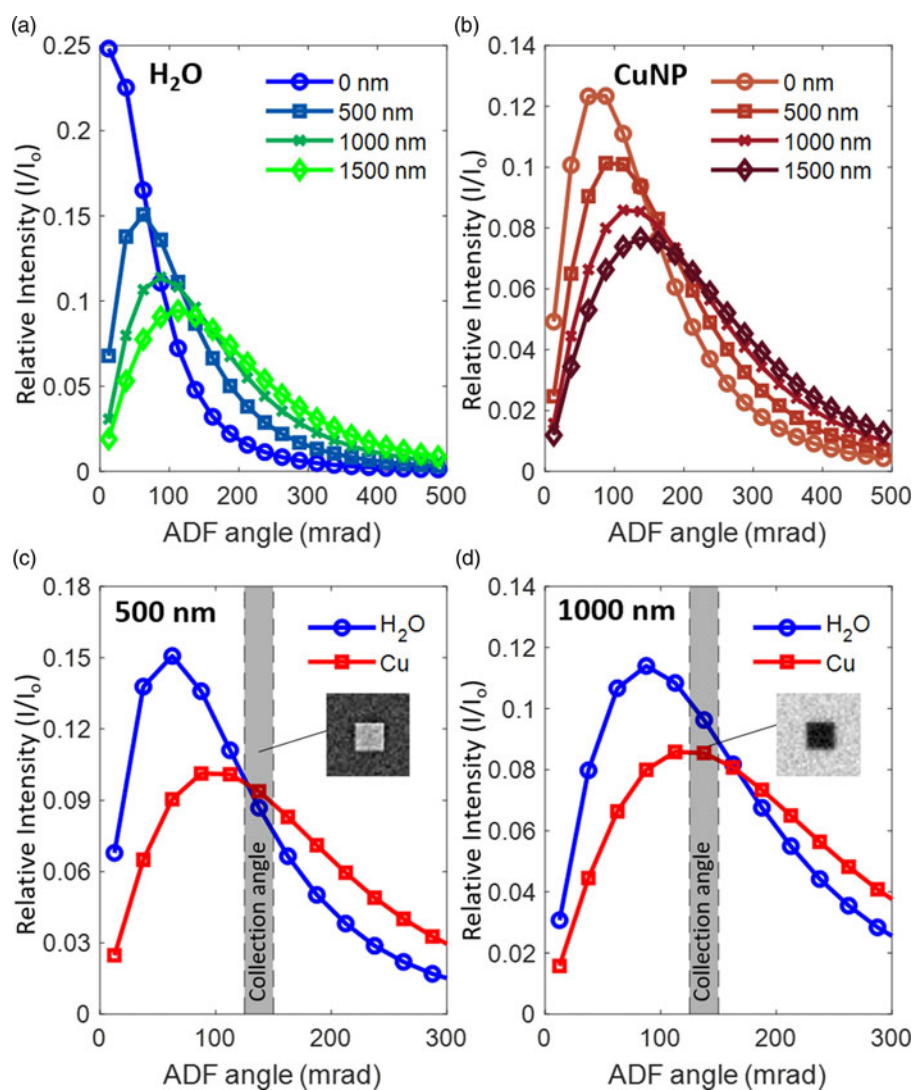 (a)
H₂O
0 nm
500 nm
1000 nm
1500 nm
Relative Intensity (I/Iₒ)
0.25
0.2
0.15
0.1
0.05
0
0 100 200 300 400 500
ADF angle (mrad)
(b)
CuNP
0 nm
500 nm
1000 nm
1500 nm
Relative Intensity (I/Iₒ)
0.14
0.12
0.1
0.08
0.06
0.04
0.02
0
0 100 200 300 400 500
ADF angle (mrad)
(c)
500 nm
H₂O
Cu
Collection angle
Relative Intensity (I/Iₒ)
0.18
0.15
0.12
0.09
0.06
0.03
0
0 100 200 300
ADF angle (mrad)
(d)
1000 nm
H₂O
Cu
Collection angle
Relative Intensity (I/Iₒ)
0.14
0.12
0.1
0.08
0.06
0.04
0.02
0
0 100 200 300
ADF angle (mrad)